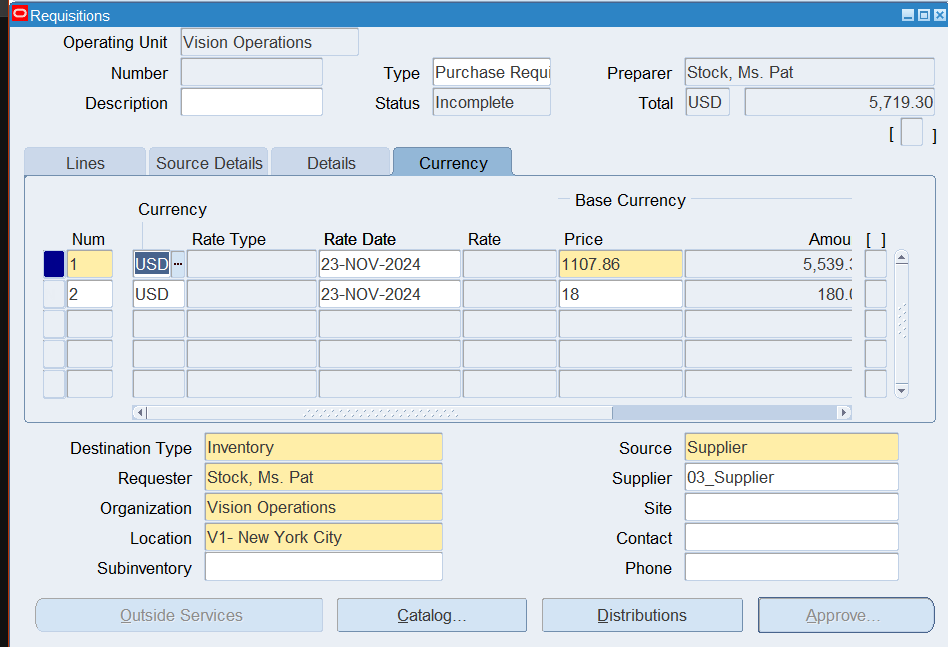 Requisitions
Operating Unit Vision Operations
Number Type Purchase Requi Preparer Stock, Ms. Pat
Description Status Incomplete Total USD 5,719.30
[ ]
Lines Source Details Details Currency
Currency Base Currency
Num Rate Type Rate Date Rate Price Amou [ ]
1 USD ... 23-NOV-2024 1107.86 5,539.3
2 USD 23-NOV-2024 18 180.0
Destination Type Inventory Source Supplier
Requester Stock, Ms. Pat Supplier 03_Supplier
Organization Vision Operations Site
Location V1- New York City Contact
Subinventory Phone
Outside Services Catalog... Distributions Approve...